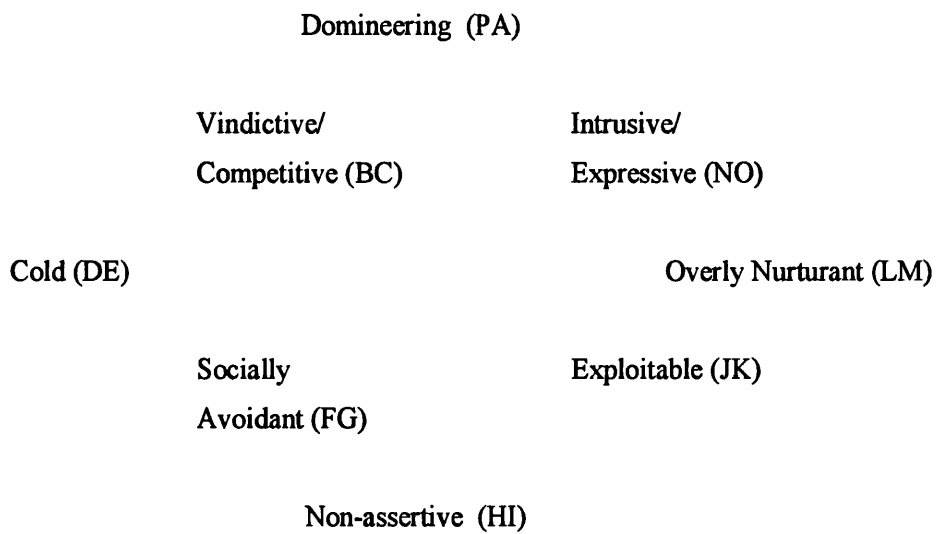 Domineering (PA)
Vindictive/ Intrusive/
Competitive (BC) Expressive (NO)
Cold (DE) Overly Nurturant (LM)
Socially Exploitable (JK)
Avoidant (FG)
Non-assertive (HI)